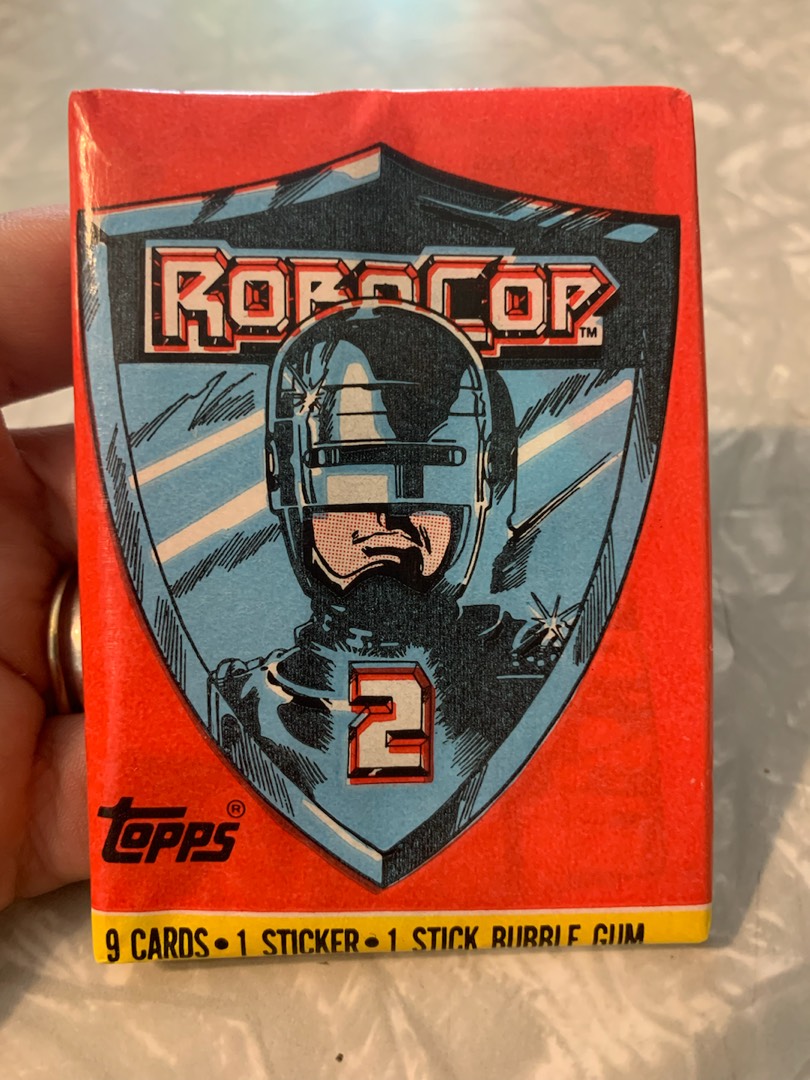 ROBOCOP™
2
topps®
9 CARDS • 1 STICKER • 1 STICK BUBBLE GUM